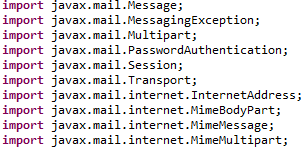 import javax.mail.Message;
import javax.mail.MessagingException;
import javax.mail.Multipart;
import javax.mail.PasswordAuthentication;
import javax.mail.Session;
import javax.mail.Transport;
import javax.mail.internet.InternetAddress;
import javax.mail.internet.MimeBodyPart;
import javax.mail.internet.MimeMessage;
import javax.mail.internet.MimeMultipart;